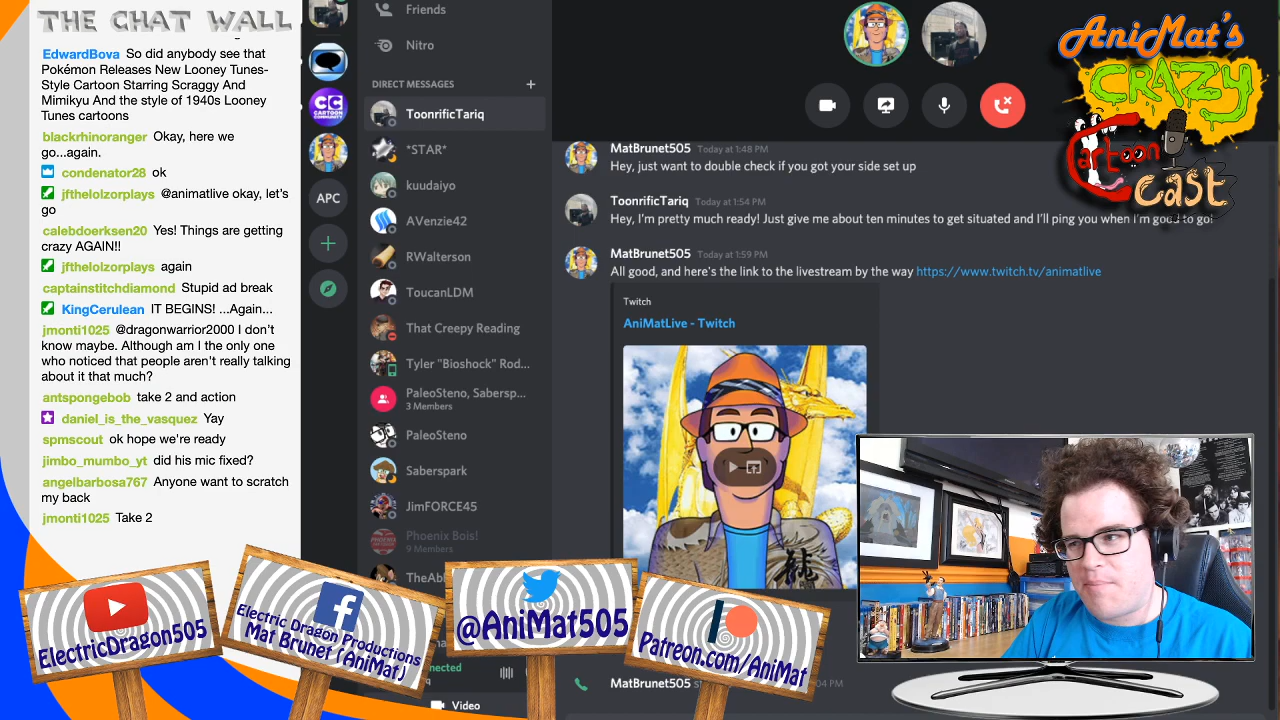 THE CHAT WALL
EdwardBova So did anybody see that
Pokémon Releases New Looney Tunes-
Style Cartoon Starring Scraggy And
Mimikyu And the style of 1940s Looney
Tunes cartoons
blackrhinoranger Okay, here we
go...again.
condenator28 ok
jfthelolzorplays @animatlive okay, let's
go
calebdoerksen20 Yes! Things are getting
crazy AGAIN!!
jfthelolzorplays again
captainstitchdiamond Stupid ad break
KingCerulean IT BEGINS! ...Again...
jmonti1025 @dragonwarrior2000 I don't
know maybe. Although am I the only one
who noticed that people aren't really talking
about it that much?
antspongebob take 2 and action
daniel_is_the_vasquez Yay
spmscout ok hope we're ready
jimbo_mumbo_yt did his mic fixed?
angelbarbosa767 Anyone want to scratch
my back
jmonti1025 Take 2
CC
CARTOON
COMMUNITY
APC
Friends
Nitro
DIRECT MESSAGES
ToonrificTariq
*STAR*
kuudaiyo
AVenzie42
RWalterson
ToucanLDM
That Creepy Reading
Tyler "Bioshock" Rod...
PaleoSteno, Sabersp...
3 Members
PaleoSteno
Saberspark
JimFORCE45
Phoenix Bois!
9 Members
TheAb
Video
MatBrunet505 Today at 1:48 PM
Hey, just want to double check if you got your side set up
ToonrificTariq Today at 1:54 PM
Hey, I'm pretty much ready! Just give me about ten minutes to get situated and I'll ping you when I'm good to go!
MatBrunet505 Today at 1:59 PM
All good, and here's the link to the livestream by the way https://www.twitch.tv/animatlive
Twitch
AniMatLive - Twitch
MatBrunet505 04 PM
AniMat's
CRAZY
Cartoon
Cast
ElectricDragon505
Electric Dragon Productions
Mat Brunet (AniMat)
@AniMat505
Patreon.com/AniMat